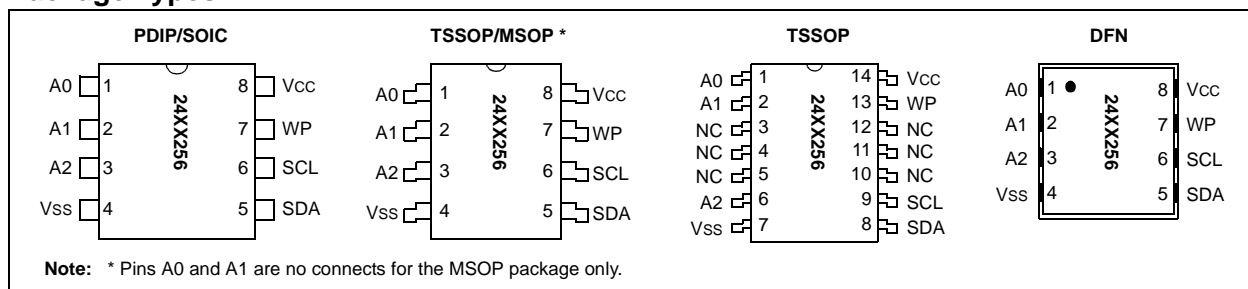 PDIP/SOIC
A0 1
A1 2
A2 3
Vss 4
24XX256
8 Vcc
7 WP
6 SCL
5 SDA
TSSOP/MSOP *
A0 1
A1 2
A2 3
Vss 4
24XX256
8 Vcc
7 WP
6 SCL
5 SDA
TSSOP
A0 1
A1 2
NC 3
NC 4
NC 5
A2 6
Vss 7
24XX256
14 Vcc
13 WP
12 NC
11 NC
10 NC
9 SCL
8 SDA
DFN
A0 1
A1 2
A2 3
Vss 4
24XX256
8 Vcc
7 WP
6 SCL
5 SDA
Note: * Pins A0 and A1 are no connects for the MSOP package only.